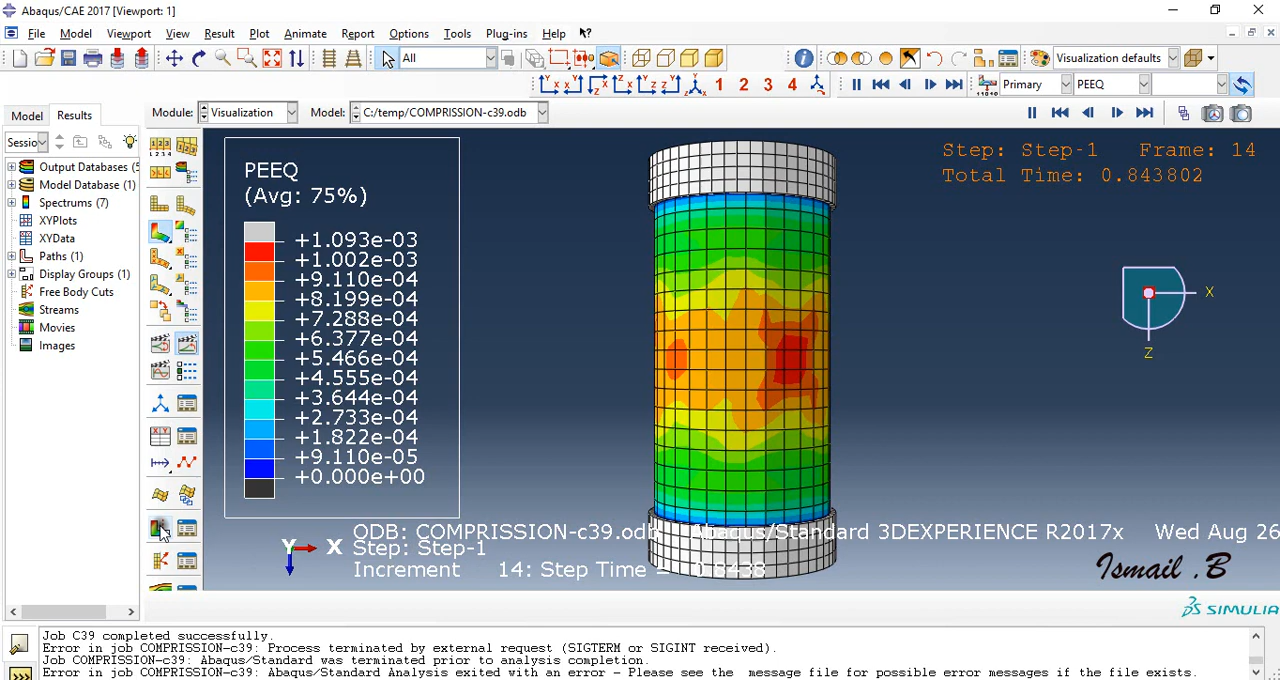 Abaqus/CAE 2017 [Viewport: 1]
File Model Viewport View Result Plot Animate Report Options Tools Plug-ins Help
All
Visualization defaults
1 2 3 4
Primary
PEEQ
Model Results
Module: Visualization Model: C:/temp/COMPRISSION-c39.odb
Sessio
Output Databases (5
Model Database (1)
Spectrums (7)
XYPlots
XYData
Paths (1)
Display Groups (1)
Free Body Cuts
Streams
Movies
Images
PEEQ
(Avg: 75%)
+1.093e-03
+1.002e-03
+9.110e-04
+8.199e-04
+7.288e-04
+6.377e-04
+5.466e-04
+4.555e-04
+3.644e-04
+2.733e-04
+1.822e-04
+9.110e-05
+0.000e+00
Step: Step-1 Frame: 14
Total Time: 0.843802
X
Z
Y X
ODB: COMPRISSION-c39.odb Abaqus/Standard 3DEXPERIENCE R2017x Wed Aug 26
Step: Step-1
Increment 14: Step Time = 0.8438
Ismail .B
SIMULIA
Job C39 completed successfully.
Error in job COMPRISSION-c39: Process terminated by external request (SIGTERM or SIGINT received).
Job COMPRISSION-c39: Abaqus/Standard was terminated prior to analysis completion.
Error in job COMPRISSION-c39: Abaqus/Standard Analysis exited with an error - Please see the message file for possible error messages if the file exists.
>>>